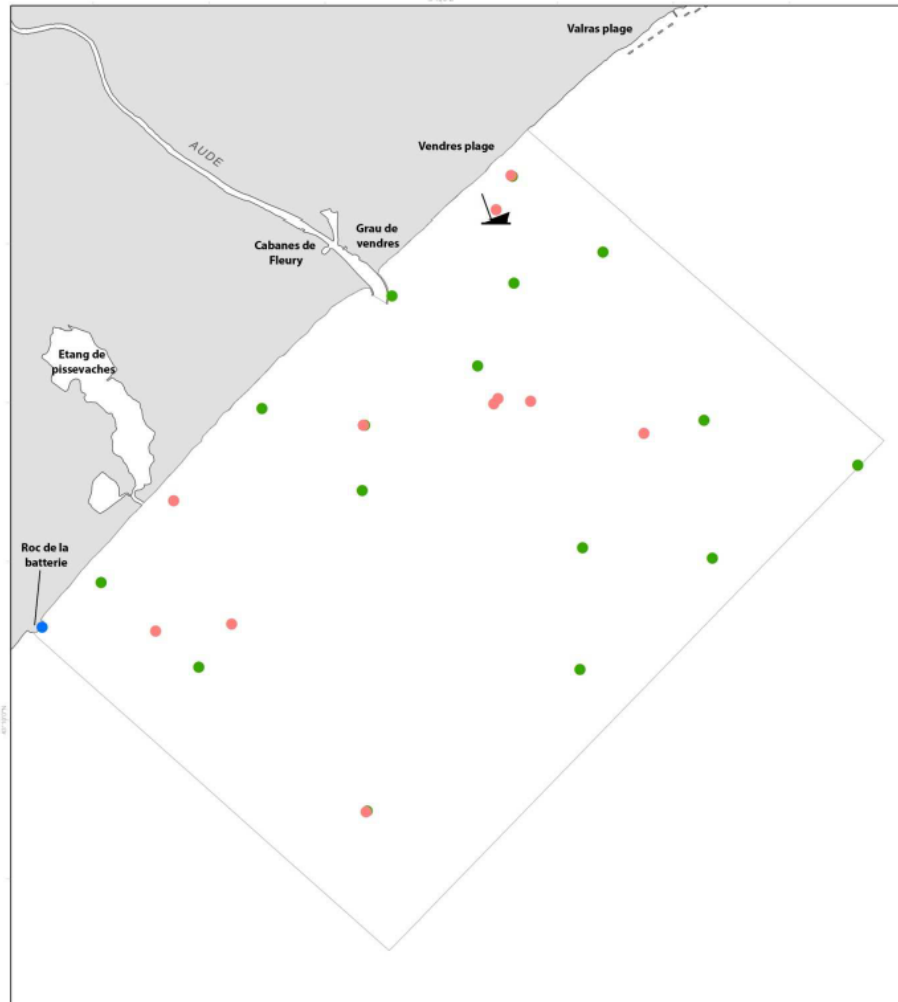 Valras plage
Vendres plage
AUDE
Grau de
vendres
Cabanes de
Fleury
Etang de
pissevaches
Roc de la
batterie